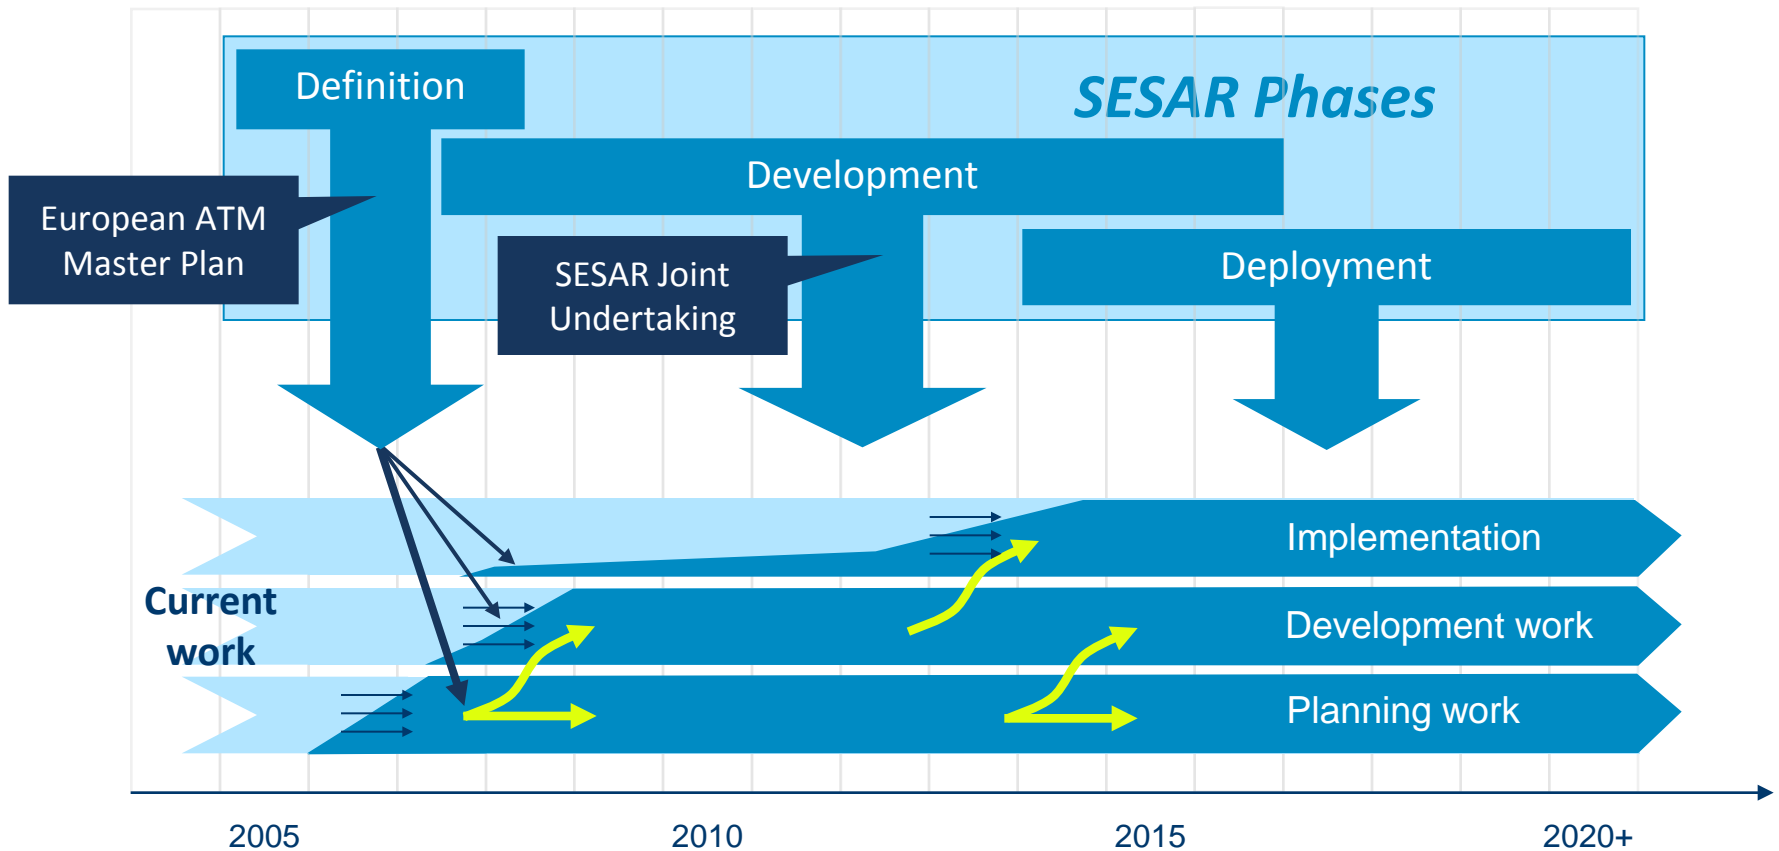 Definition
SESAR Phases
Development
European ATM
Master Plan
SESAR Joint
Undertaking
Deployment
Implementation
Current
work
Development work
Planning work
2005
2010
2015
2020+